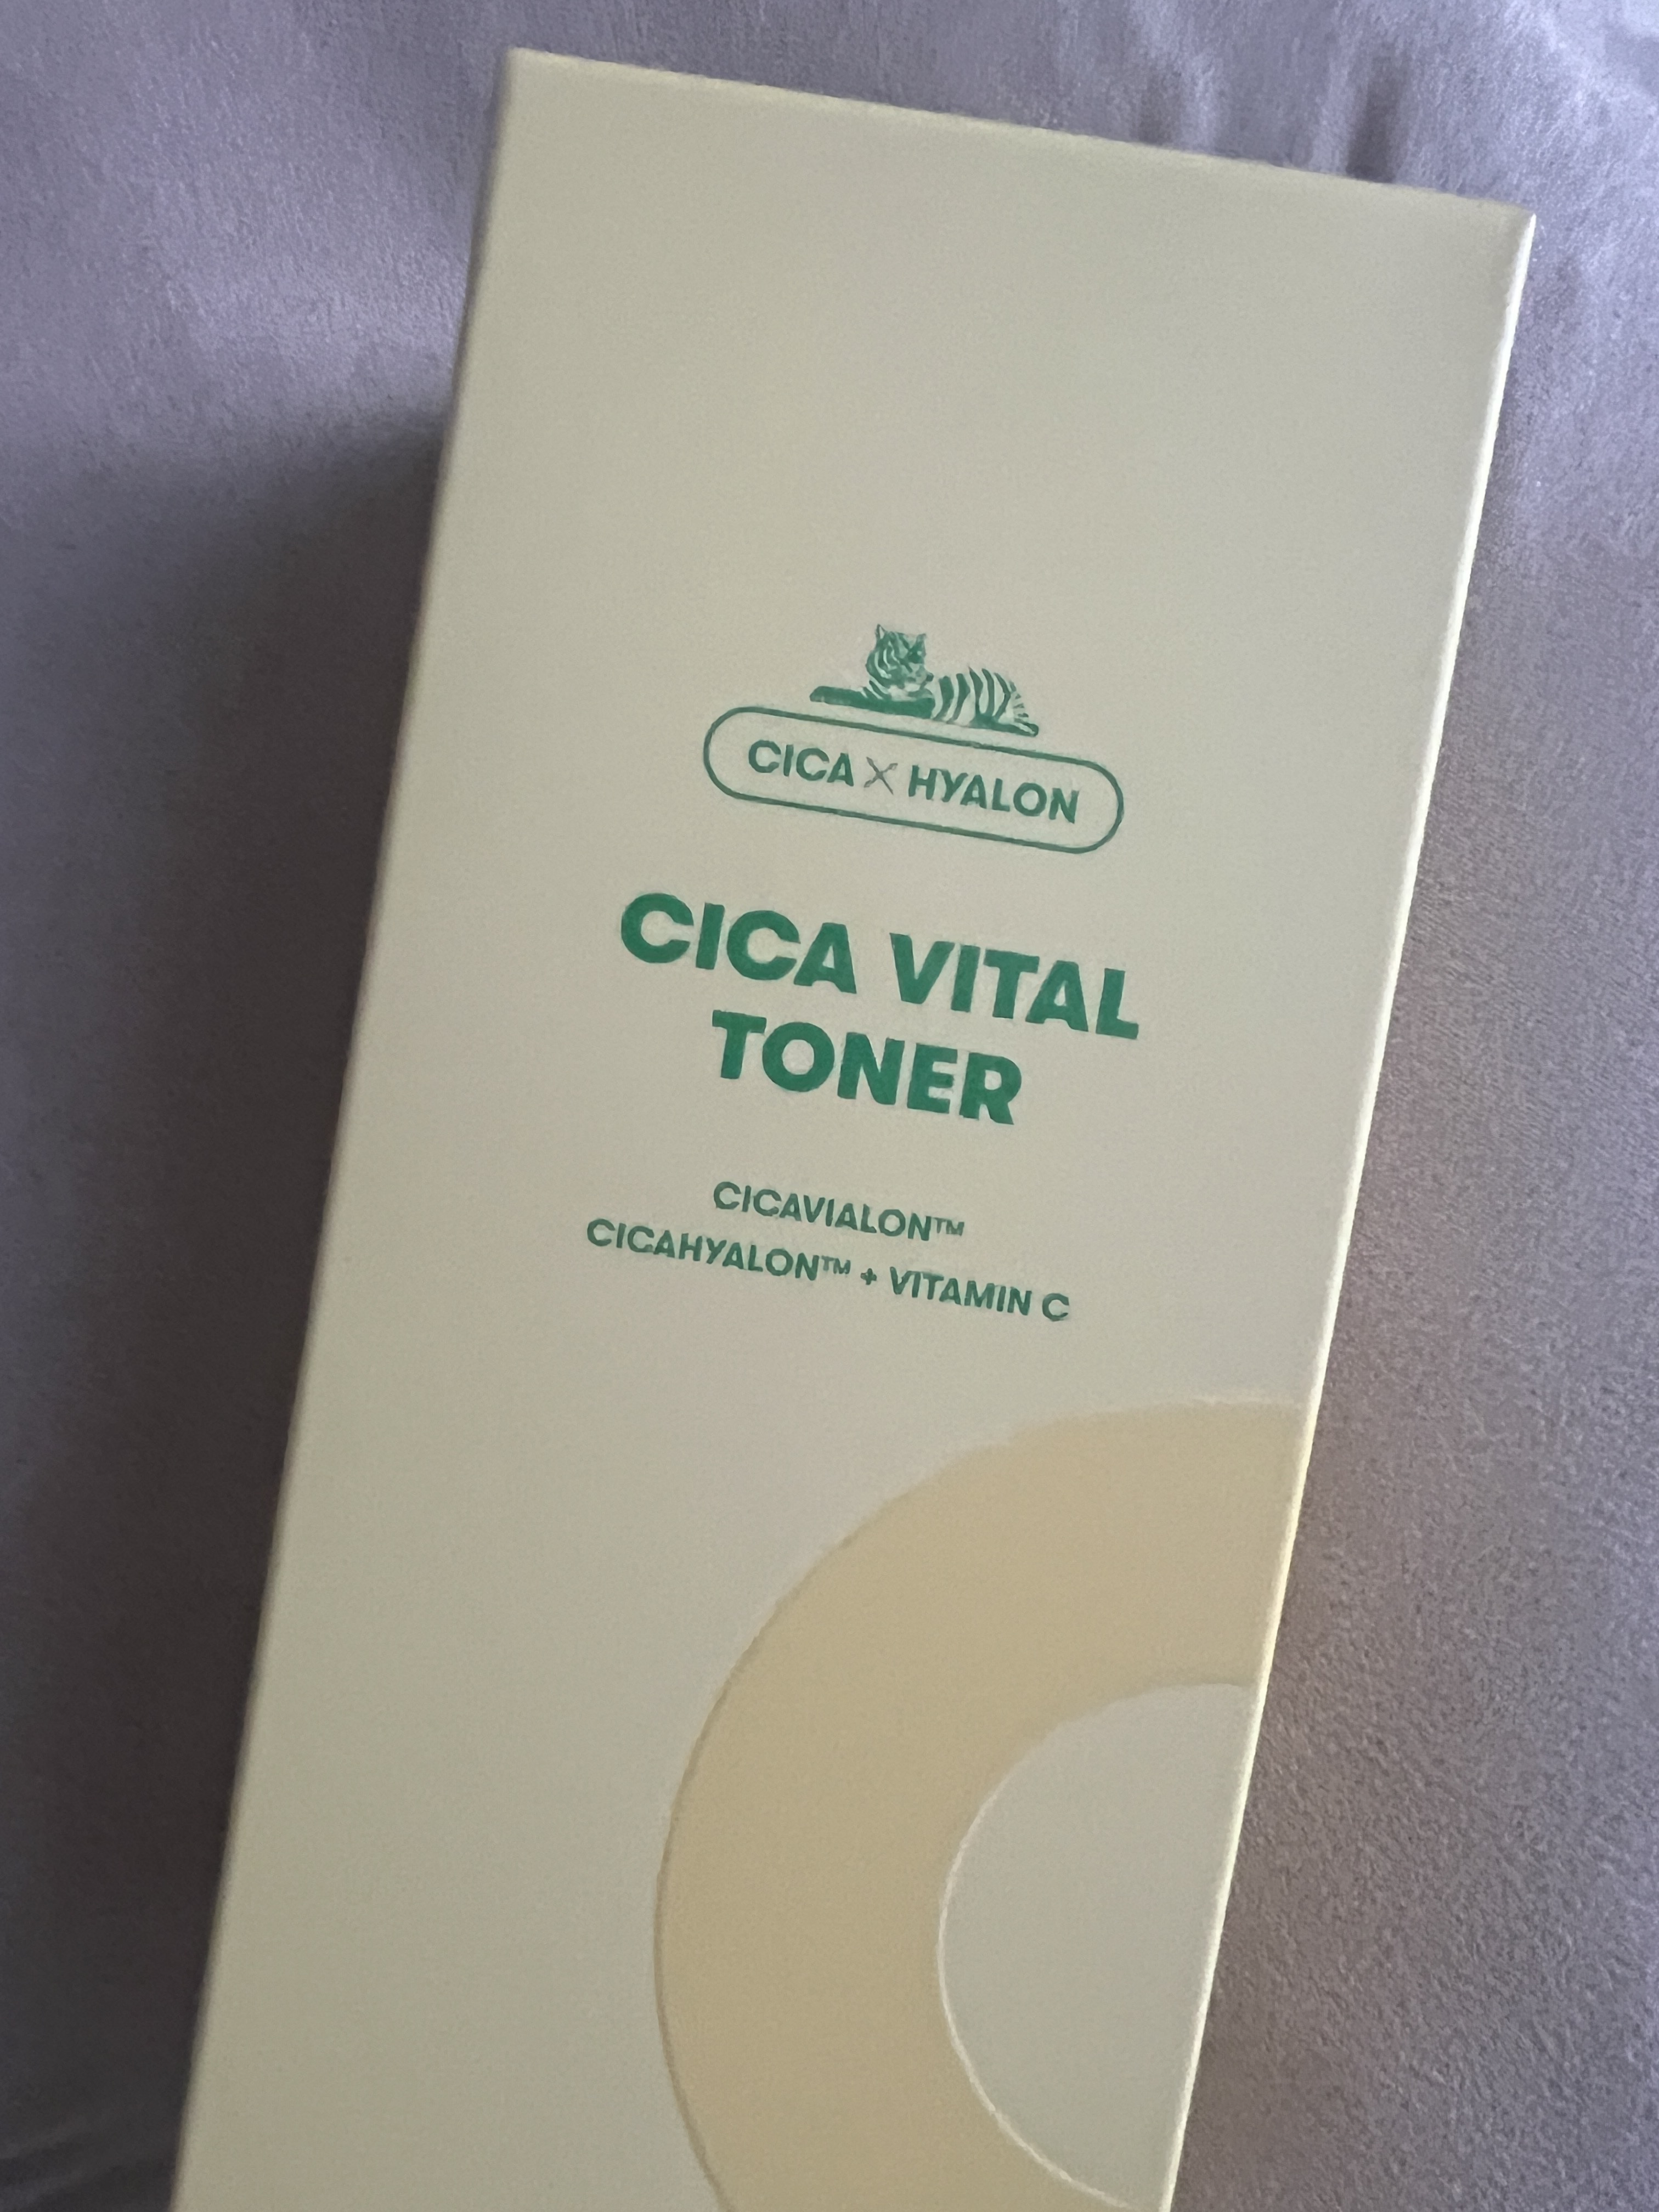 CICA X HYALON
CICA VITAL
TONER
CICAVIALON™
CICAHYALON™ + VITAMIN C